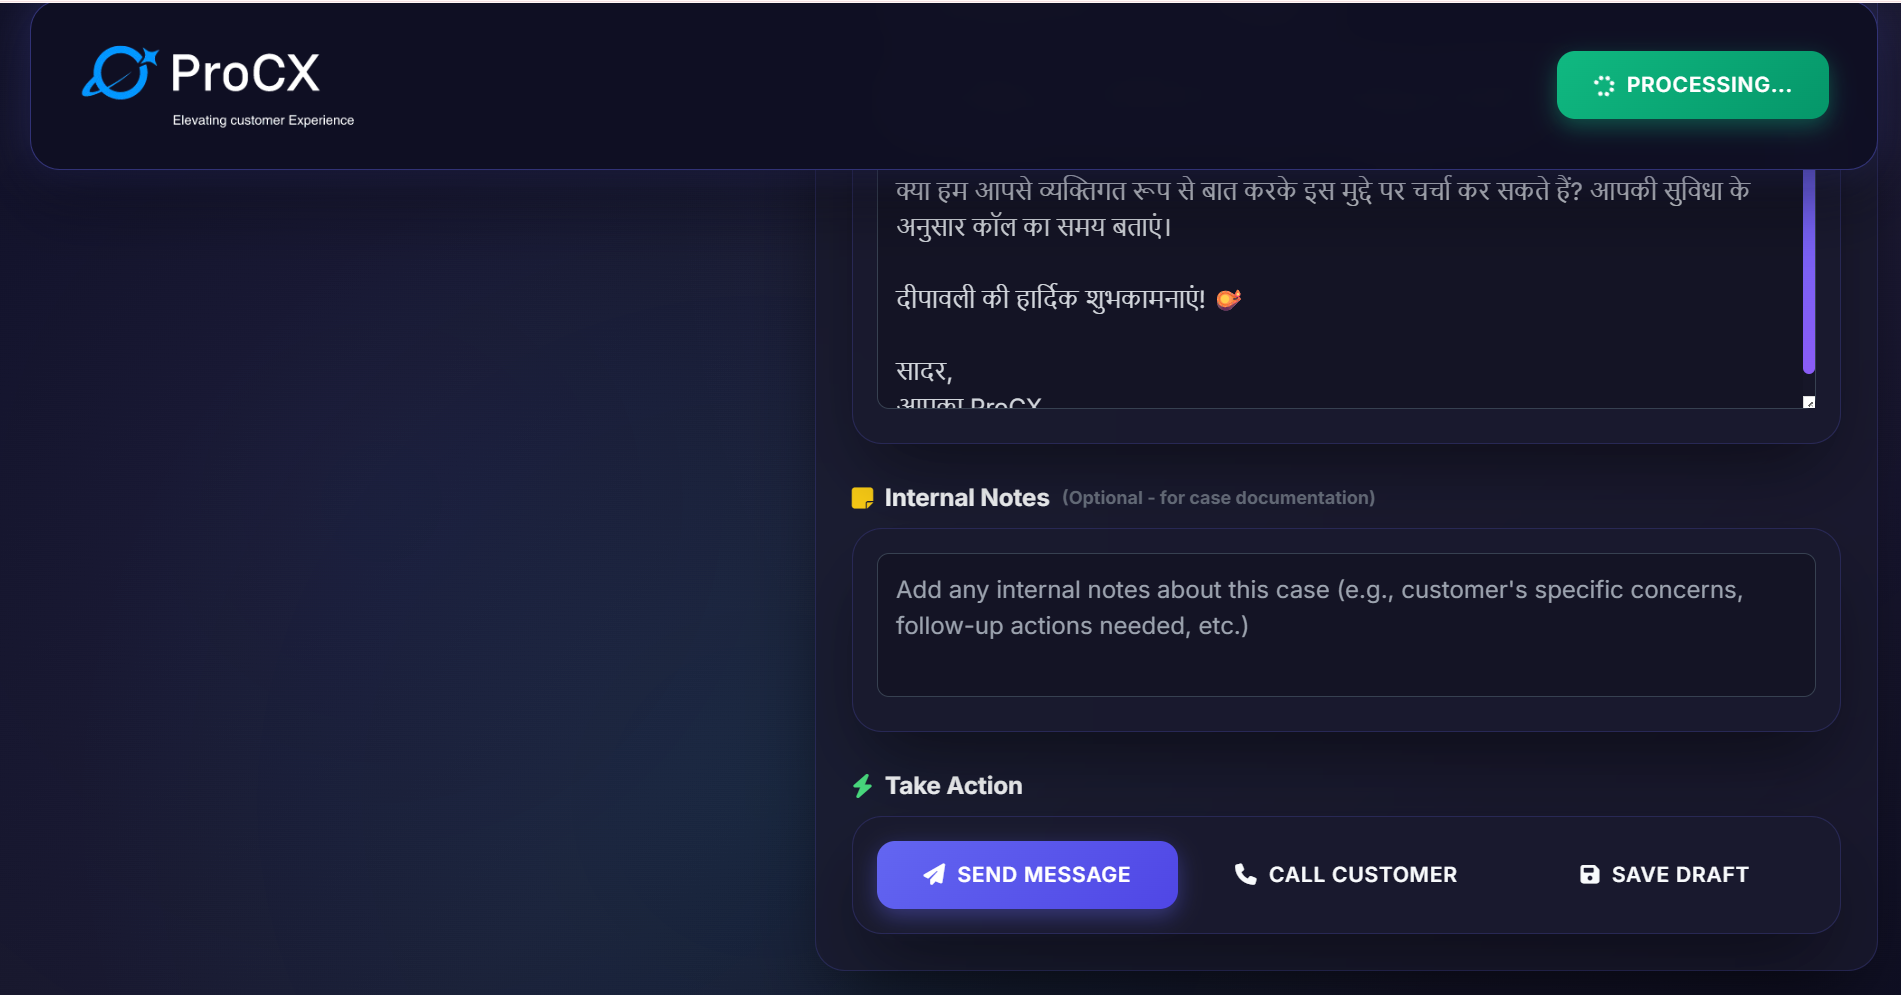 ProCX
Elevating customer Experience
PROCESSING...
क्या हम आपसे व्यक्तिगत रूप से बात करके इस मुद्दे पर चर्चा कर सकते हैं? आपकी सुविधा के
अनुसार कॉल का समय बताएं।
दीपावली की हार्दिक शुभकामनाएं! 🪔
सादर,
आपका ProCX
Internal Notes (Optional - for case documentation)
Add any internal notes about this case (e.g., customer's specific concerns,
follow-up actions needed, etc.)
Take Action
SEND MESSAGE
CALL CUSTOMER
SAVE DRAFT